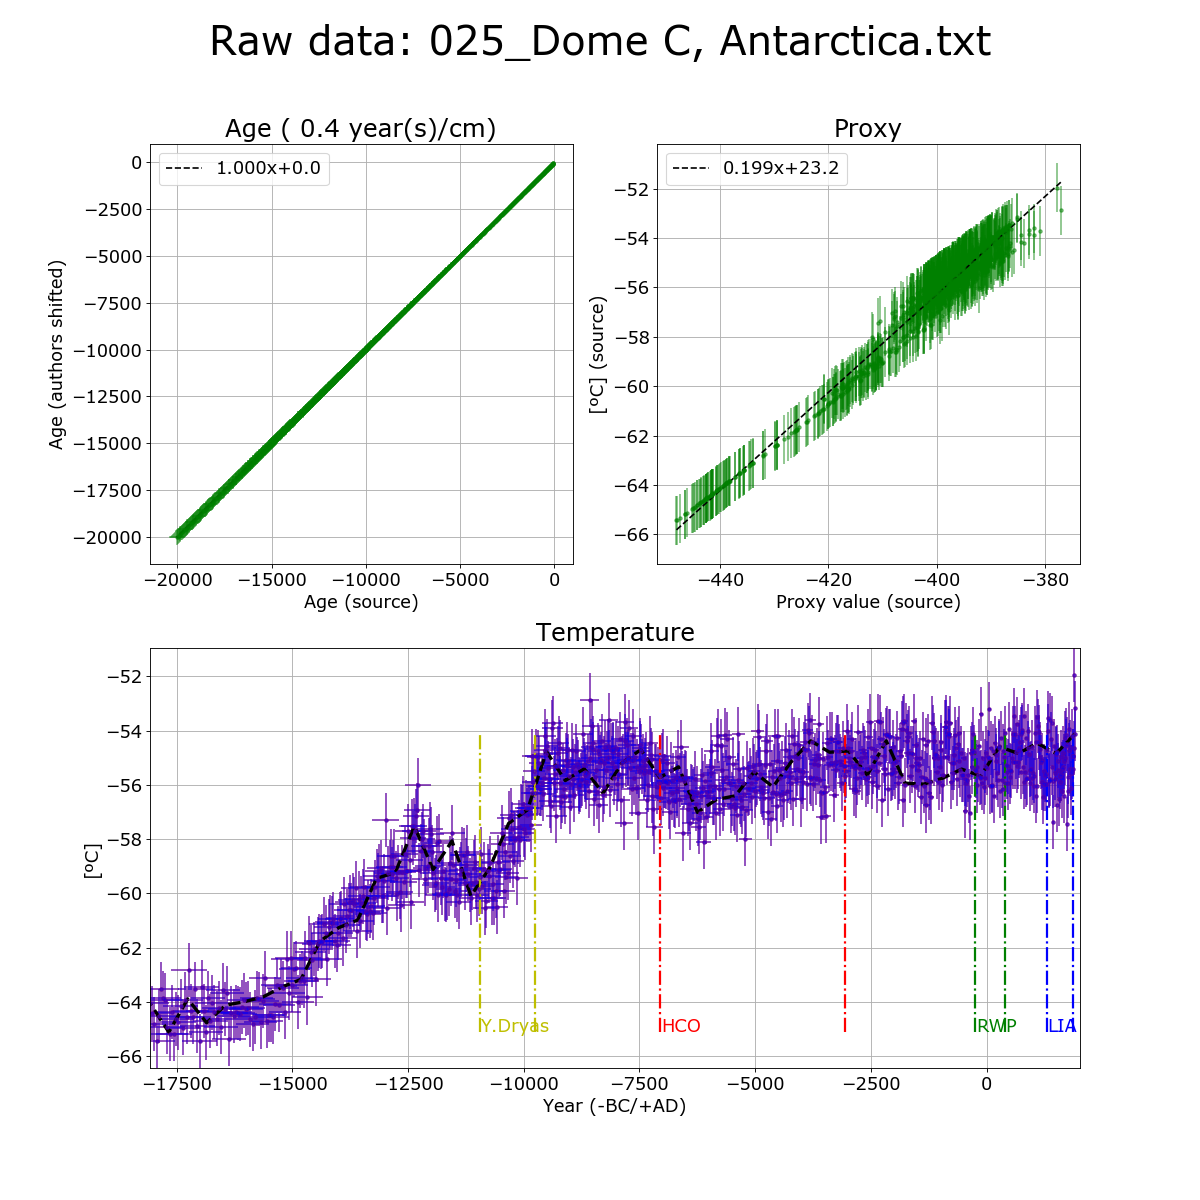 Raw data: 025_Dome C, Antarctica.txt
Age ( 0.4 year(s)/cm)
1.000x+0.0
0
−2500
−5000
−7500
−10000
−12500
−15000
−17500
−20000
Age (authors shifted)
−20000 −15000 −10000 −5000 0
Age (source)
Proxy
0.199x+23.2
−52
−54
−56
−58
−60
−62
−64
−66
[ºC] (source)
−440 −420 −400 −380
Proxy value (source)
Temperature
−52
−54
−56
−58
−60
−62
−64
−66
[ºC]
Y.Dryas HCO RWP LIA
−17500 −15000 −12500 −10000 −7500 −5000 −2500 0
Year (-BC/+AD)